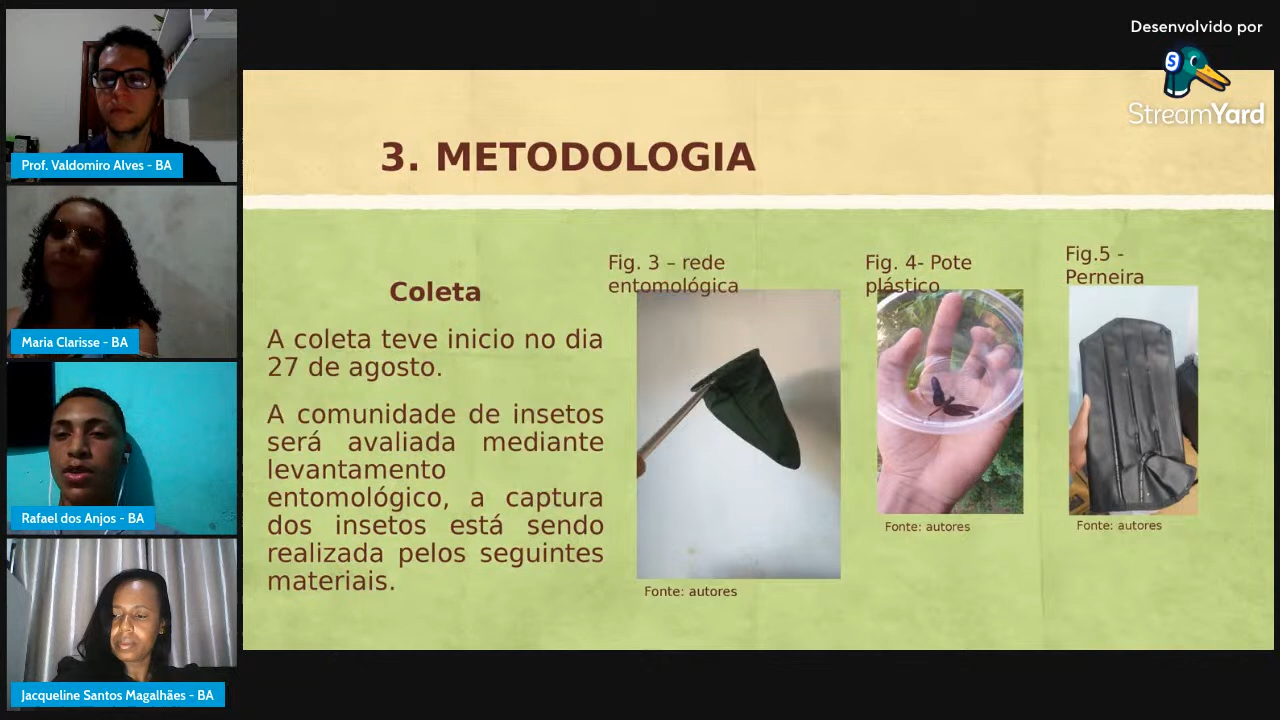 Desenvolvido por
StreamYard
Prof. Valdomiro Alves - BA
Maria Clarisse - BA
Rafael dos Anjos - BA
Jacqueline Santos Magalhães - BA
3. METODOLOGIA
Coleta
A coleta teve inicio no dia
27 de agosto.
A comunidade de insetos
será avaliada mediante
levantamento
entomológico, a captura
dos insetos está sendo
realizada pelos seguintes
materiais.
Fig. 3 – rede
entomológica
Fonte: autores
Fig. 4- Pote
plástico
Fonte: autores
Fig.5 -
Perneira
Fonte: autores